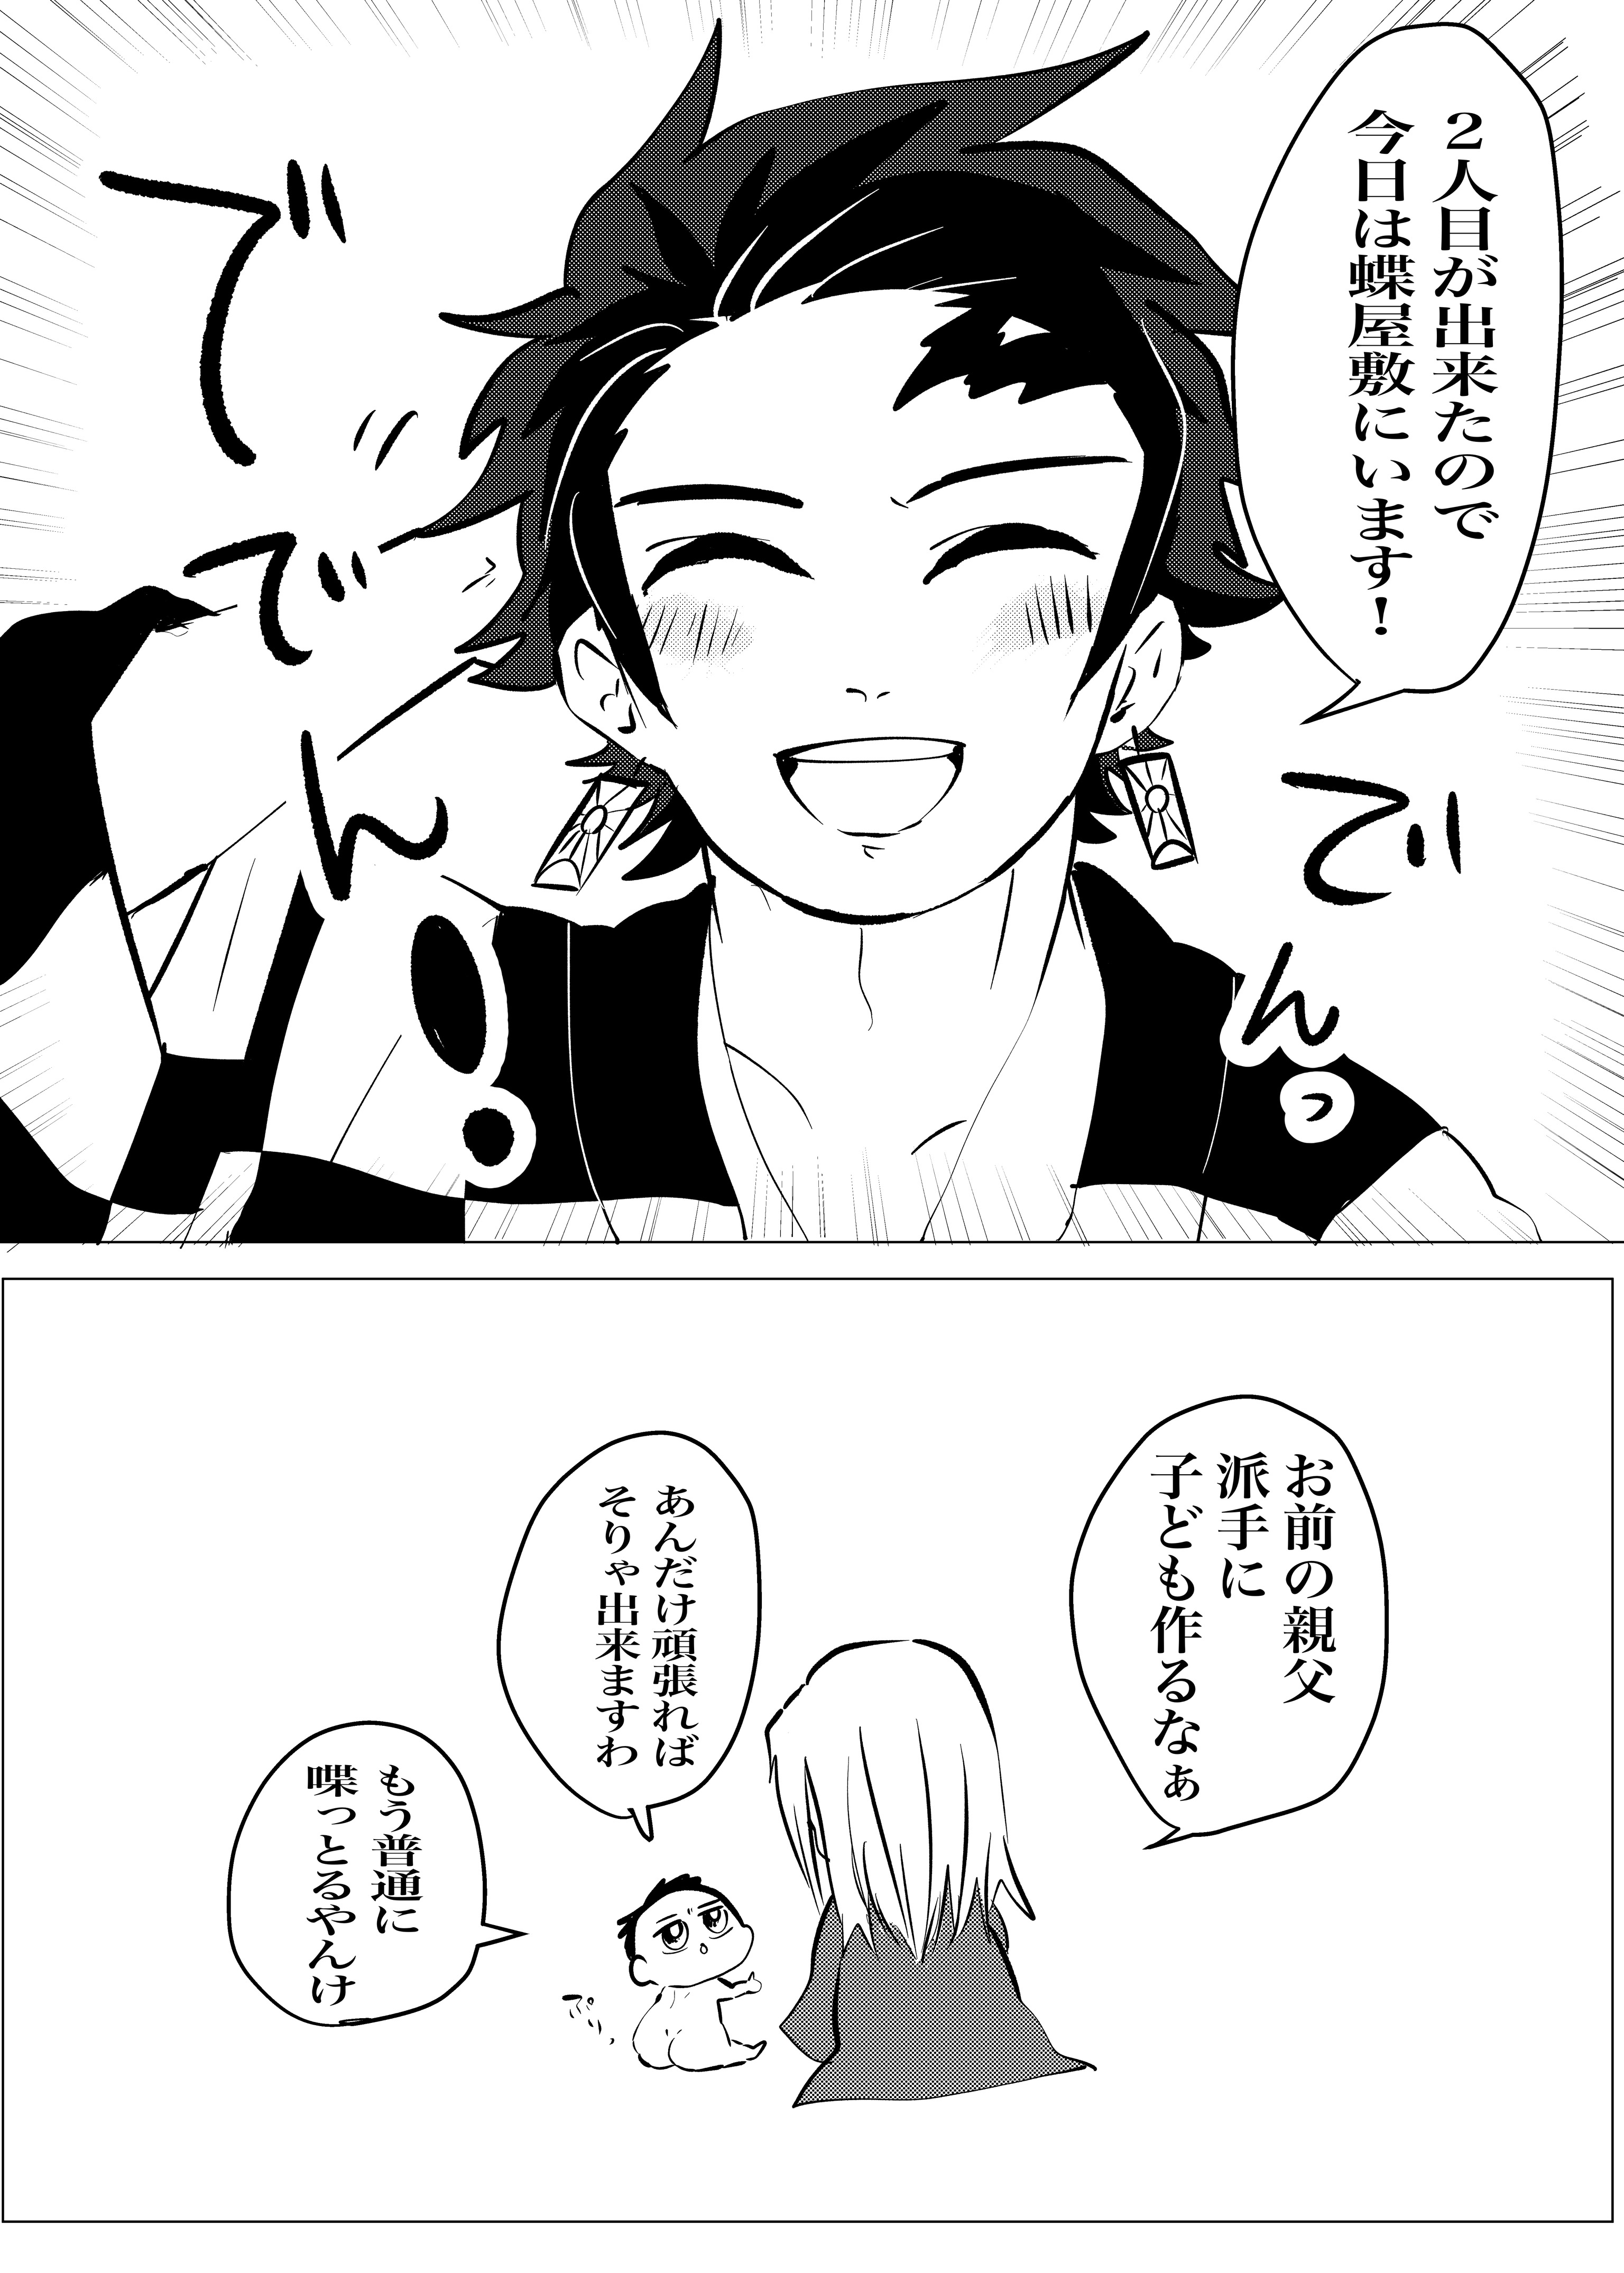 ２人目が出来たので
今日は蝶屋敷にいます！
でんっ
ででん！
お前の親父
派手に
子ども作るなぁ
あんだけ頑張れば
そりゃ出来ますわ
もう普通に
喋っとるやんけ